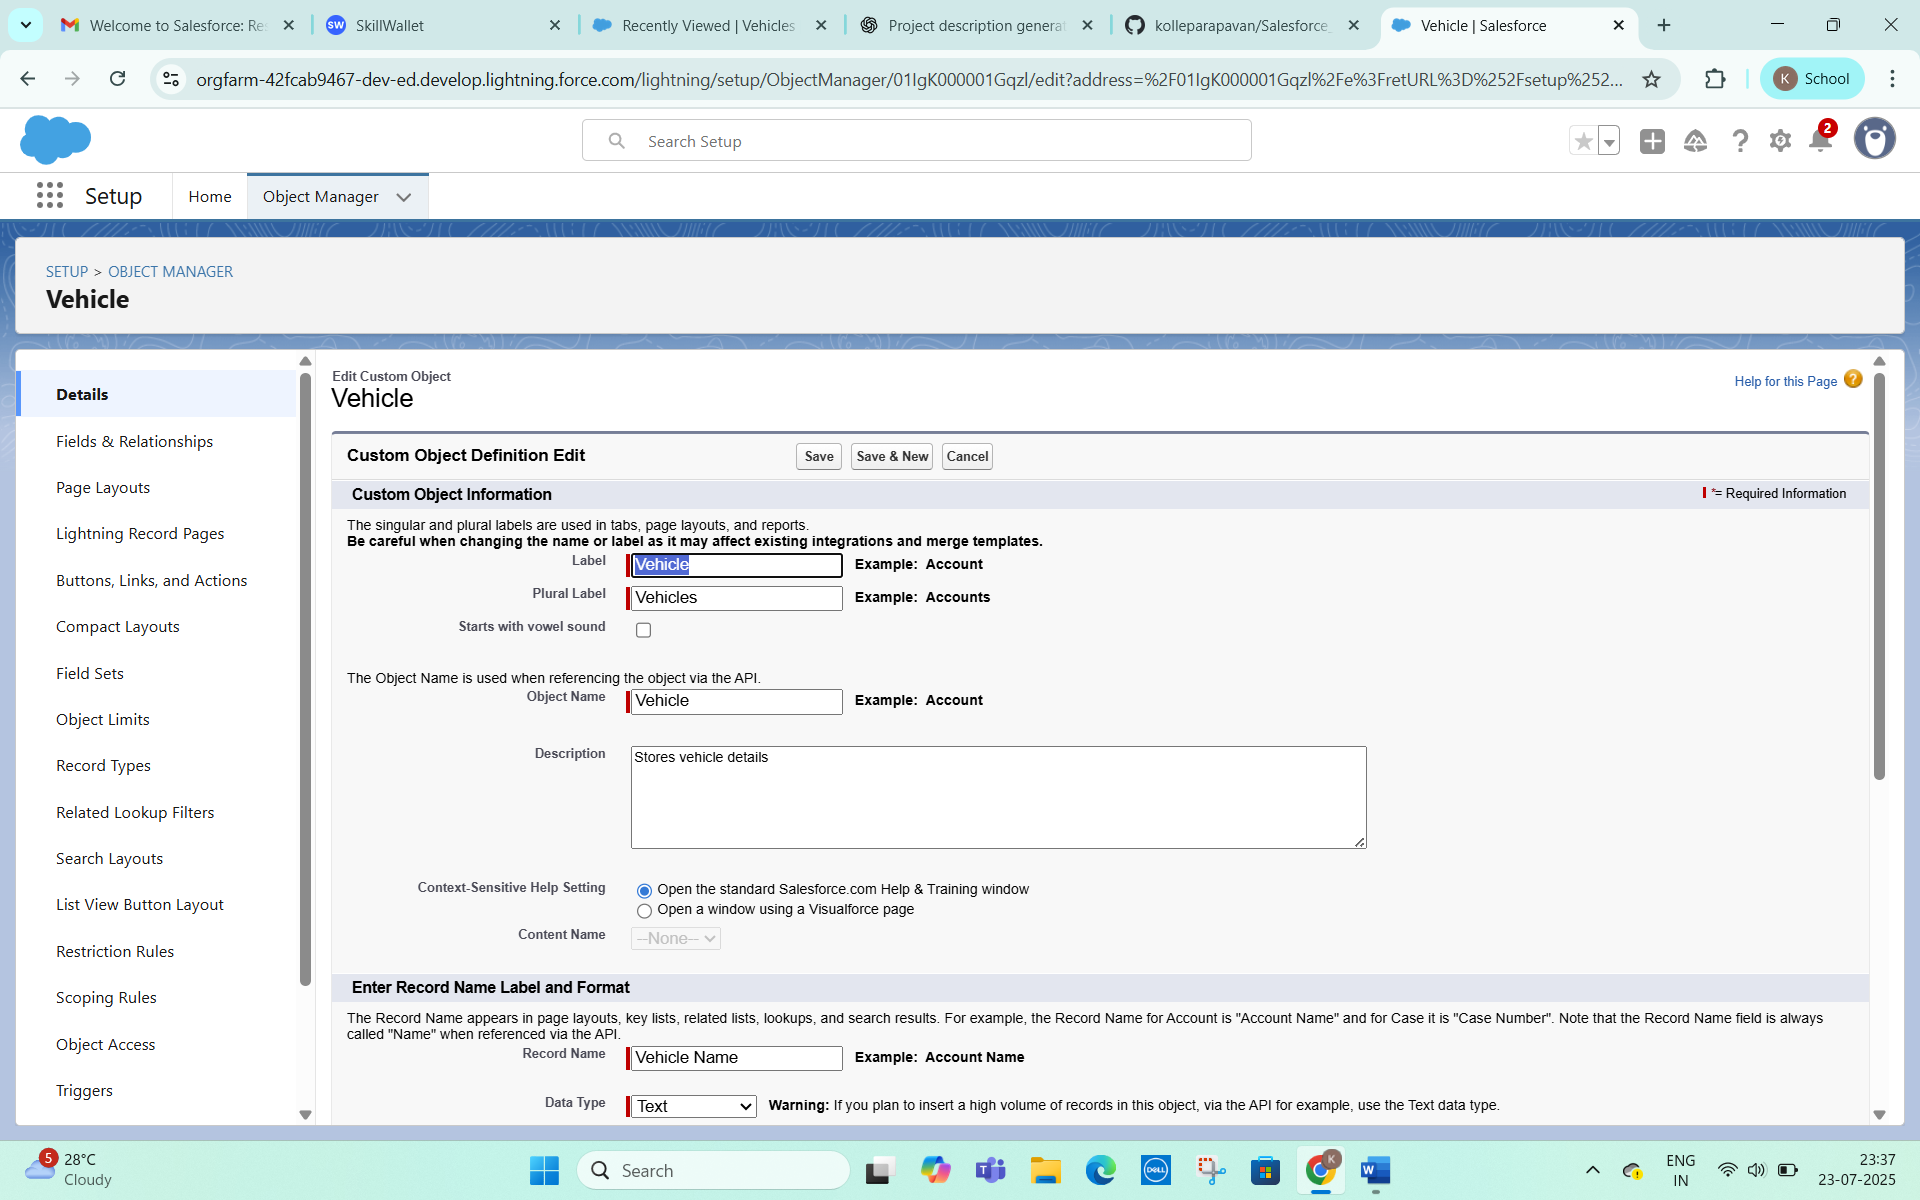 Welcome to Salesforce: Re
SkillWallet
Recently Viewed | Vehicles
Project description genera
kolleparapavan/Salesforce_
Vehicle | Salesforce
orgfarm-42fcab9467-dev-ed.develop.lightning.force.com/lightning/setup/ObjectManager/01IgK000001Gqzl/edit?address=%2F01IgK000001Gqzl%2Fe%3FretURL%3D%252Fsetup%252...
K School
Search Setup
2
Setup
Home
Object Manager
SETUP > OBJECT MANAGER
Vehicle
Details
Fields & Relationships
Page Layouts
Lightning Record Pages
Buttons, Links, and Actions
Compact Layouts
Field Sets
Object Limits
Record Types
Related Lookup Filters
Search Layouts
List View Button Layout
Restriction Rules
Scoping Rules
Object Access
Triggers
Edit Custom Object
Vehicle
Help for this Page ?
Custom Object Definition Edit
Save
Save & New
Cancel
Custom Object Information
*= Required Information
The singular and plural labels are used in tabs, page layouts, and reports.
Be careful when changing the name or label as it may affect existing integrations and merge templates.
Label Vehicle Example: Account
Plural Label Vehicles Example: Accounts
Starts with vowel sound
The Object Name is used when referencing the object via the API.
Object Name Vehicle Example: Account
Description Stores vehicle details
Context-Sensitive Help Setting Open the standard Salesforce.com Help & Training window
Open a window using a Visualforce page
Content Name --None--
Enter Record Name Label and Format
The Record Name appears in page layouts, key lists, related lists, lookups, and search results. For example, the Record Name for Account is "Account Name" and for Case it is "Case Number". Note that the Record Name field is always
called "Name" when referenced via the API.
Record Name Vehicle Name Example: Account Name
Data Type Text Warning: If you plan to insert a high volume of records in this object, via the API for example, use the Text data type.
5
28°C
Cloudy
Search
DELL
K
W
ENG
IN
23:37
23-07-2025